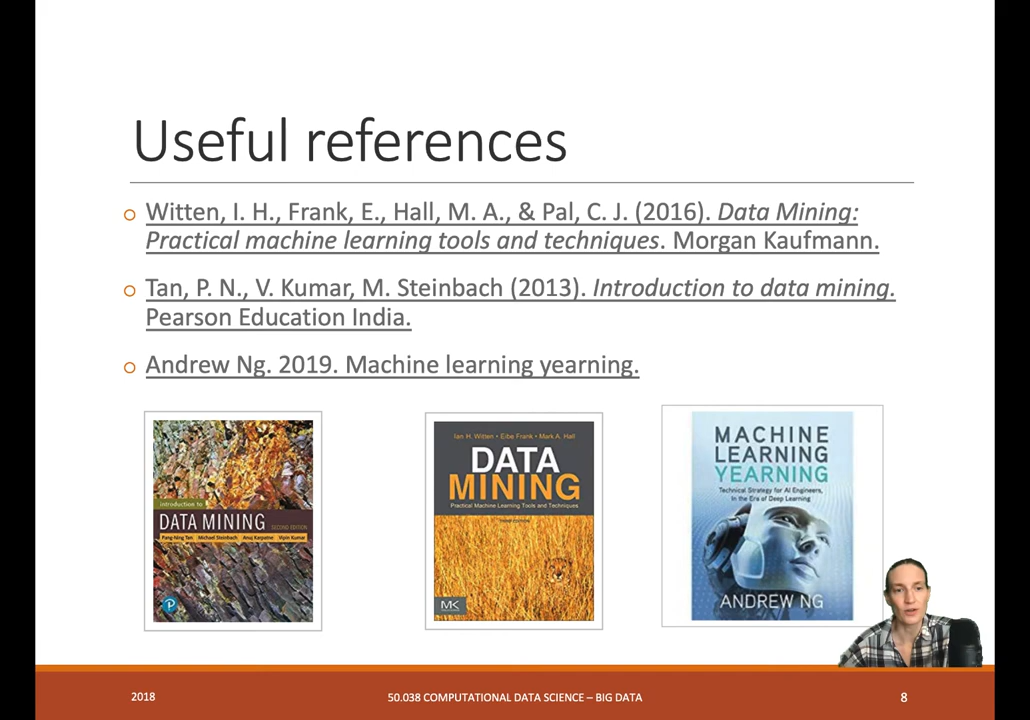 Useful references
Witten, I. H., Frank, E., Hall, M. A., & Pal, C. J. (2016). Data Mining:
Practical machine learning tools and techniques. Morgan Kaufmann.
Tan, P. N., V. Kumar, M. Steinbach (2013). Introduction to data mining.
Pearson Education India.
Andrew Ng. 2019. Machine learning yearning.
introduction to
DATA MINING SECOND EDITION
Pang-Ning Tan Michael Steinbach Anuj Karpatne Vipin Kumar
P
Ian H. Witten • Eibe Frank • Mark A. Hall
DATA
MINING
Practical Machine Learning Tools and Techniques
THIRD EDITION
MK
MACHINE
LEARNING
YEARNING
Technical Strategy for AI Engineers,
In the Era of Deep Learning
ANDREW NG
2018
50.038 COMPUTATIONAL DATA SCIENCE – BIG DATA
8